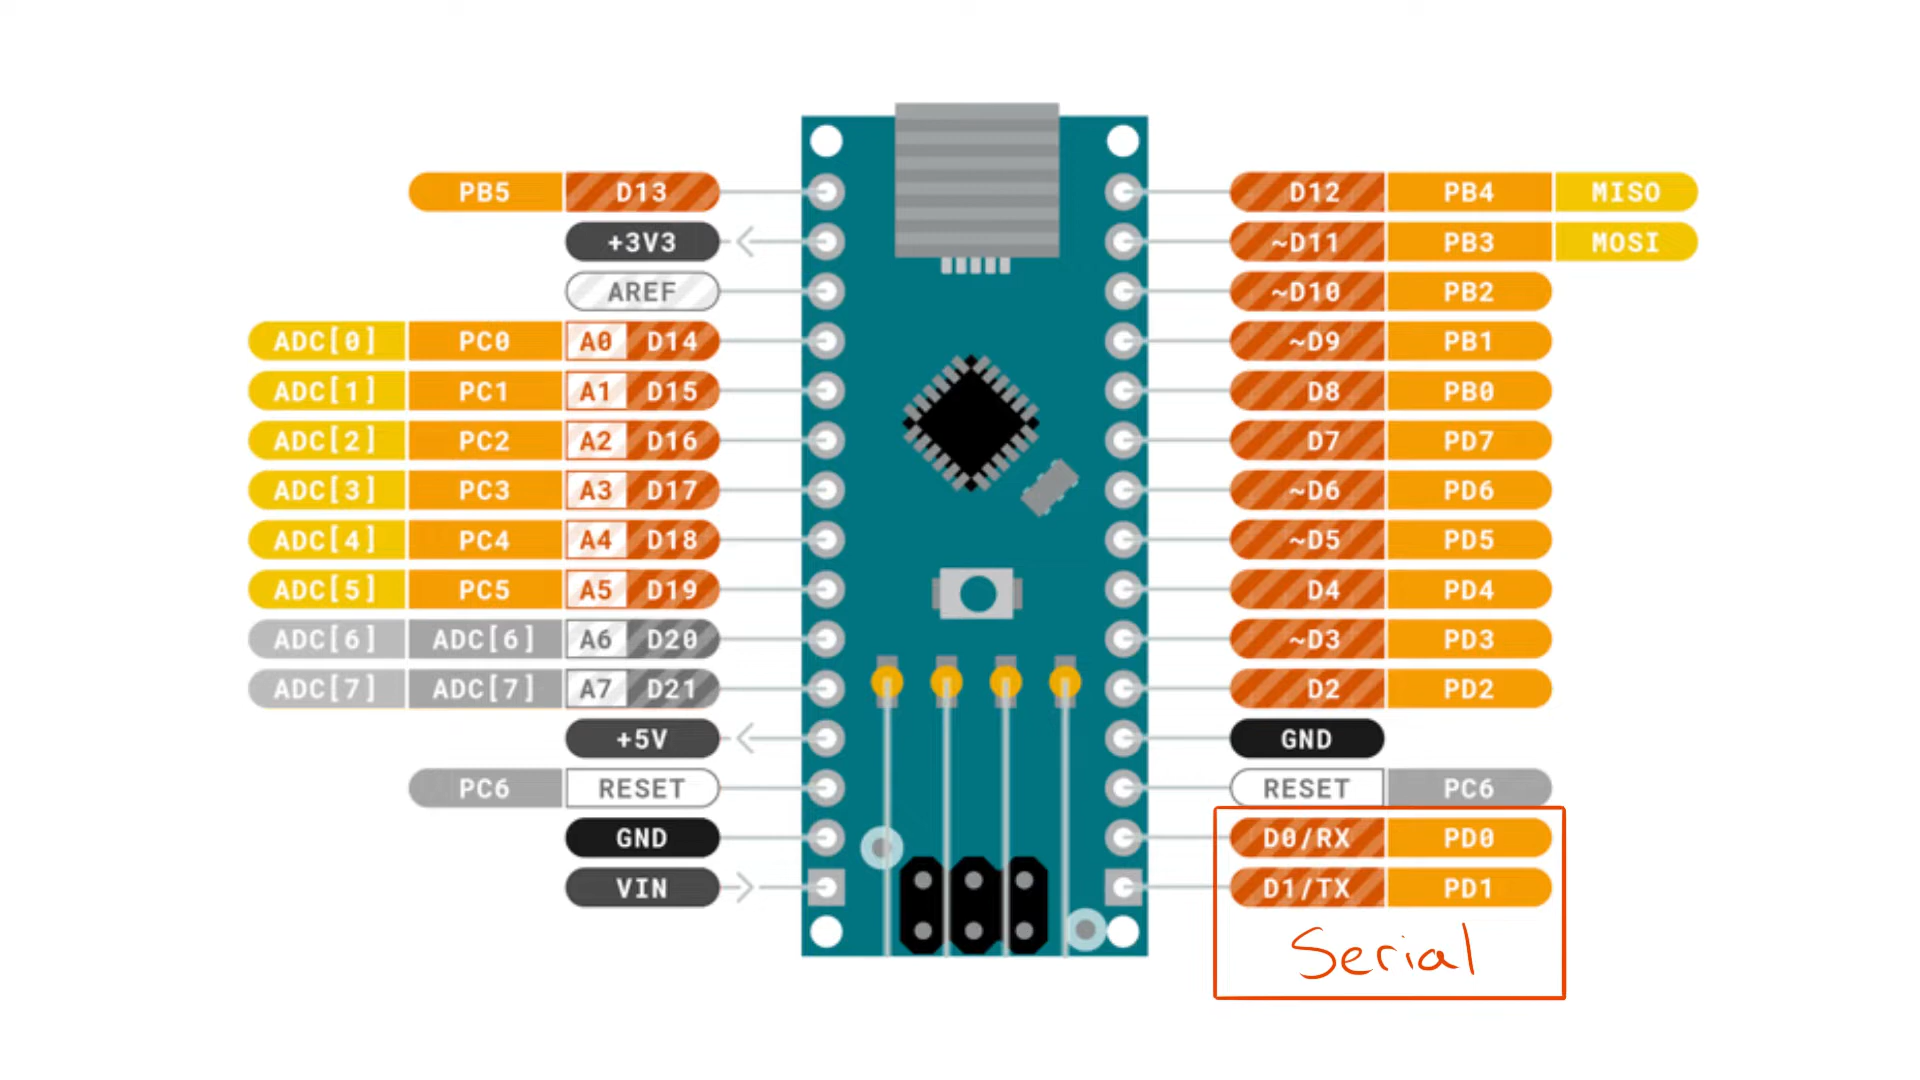 PB5 D13 D12 PB4 MISO
+3V3 ~D11 PB3 MOSI
AREF ~D10 PB2
ADC[0] PC0 A0 D14 ~D9 PB1
ADC[1] PC1 A1 D15 D8 PB0
ADC[2] PC2 A2 D16 D7 PD7
ADC[3] PC3 A3 D17 ~D6 PD6
ADC[4] PC4 A4 D18 ~D5 PD5
ADC[5] PC5 A5 D19 D4 PD4
ADC[6] ADC[6] A6 D20 ~D3 PD3
ADC[7] ADC[7] A7 D21 D2 PD2
+5V GND
PC6 RESET RESET PC6
GND D0/RX PD0
VIN D1/TX PD1
Serial